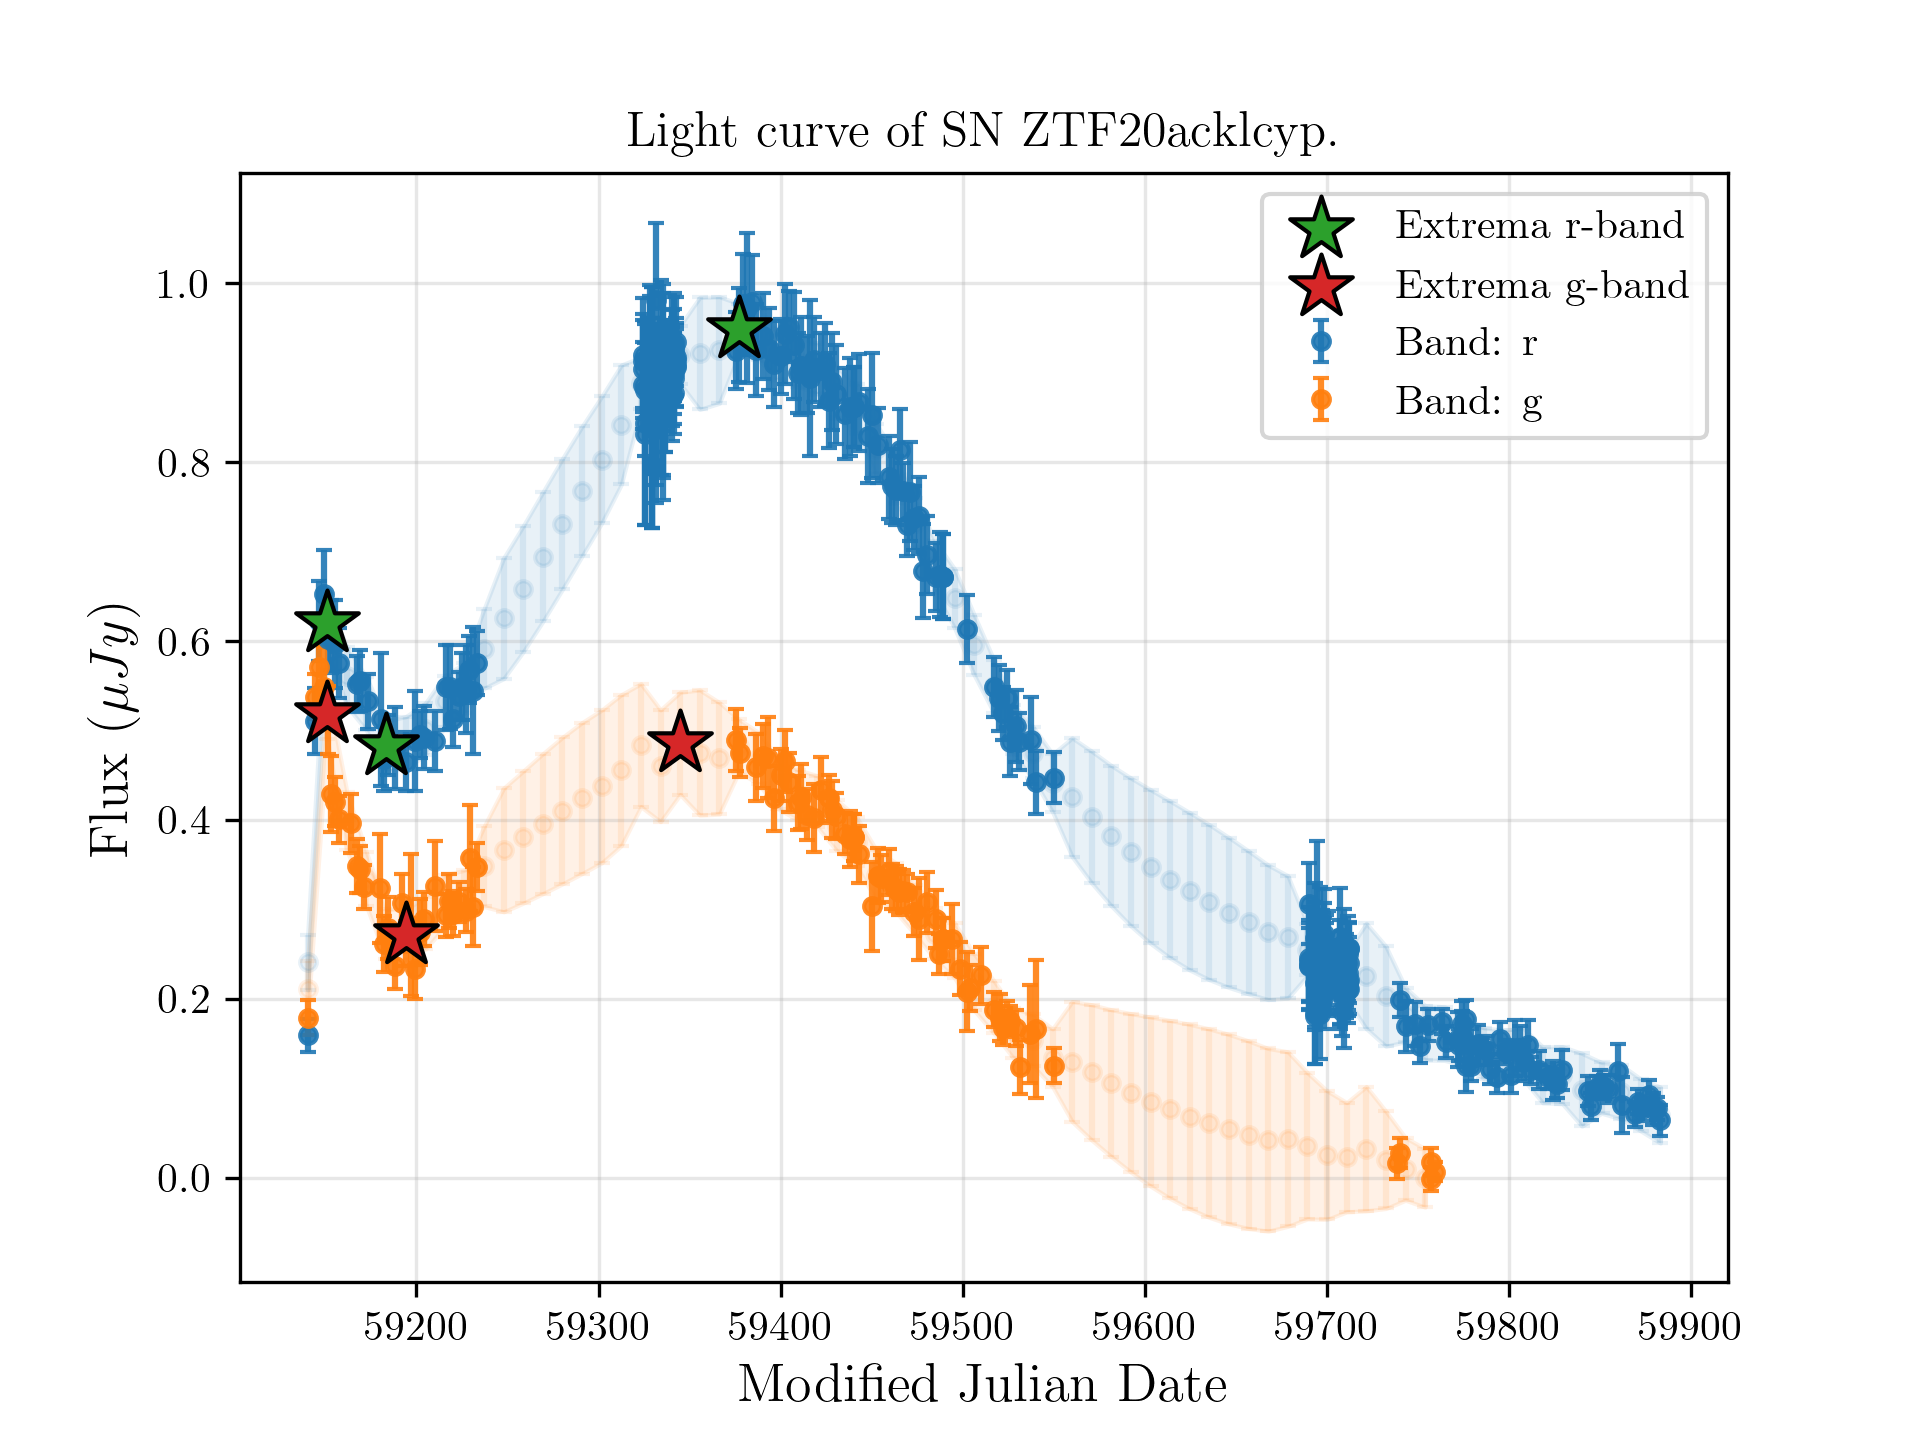 Light curve of SN ZTF20acklcyp.
Extrema r-band
Extrema g-band
Band: r
Band: g
Flux (μJy)
1.0
0.8
0.6
0.4
0.2
0.0
59200 59300 59400 59500 59600 59700 59800 59900
Modified Julian Date